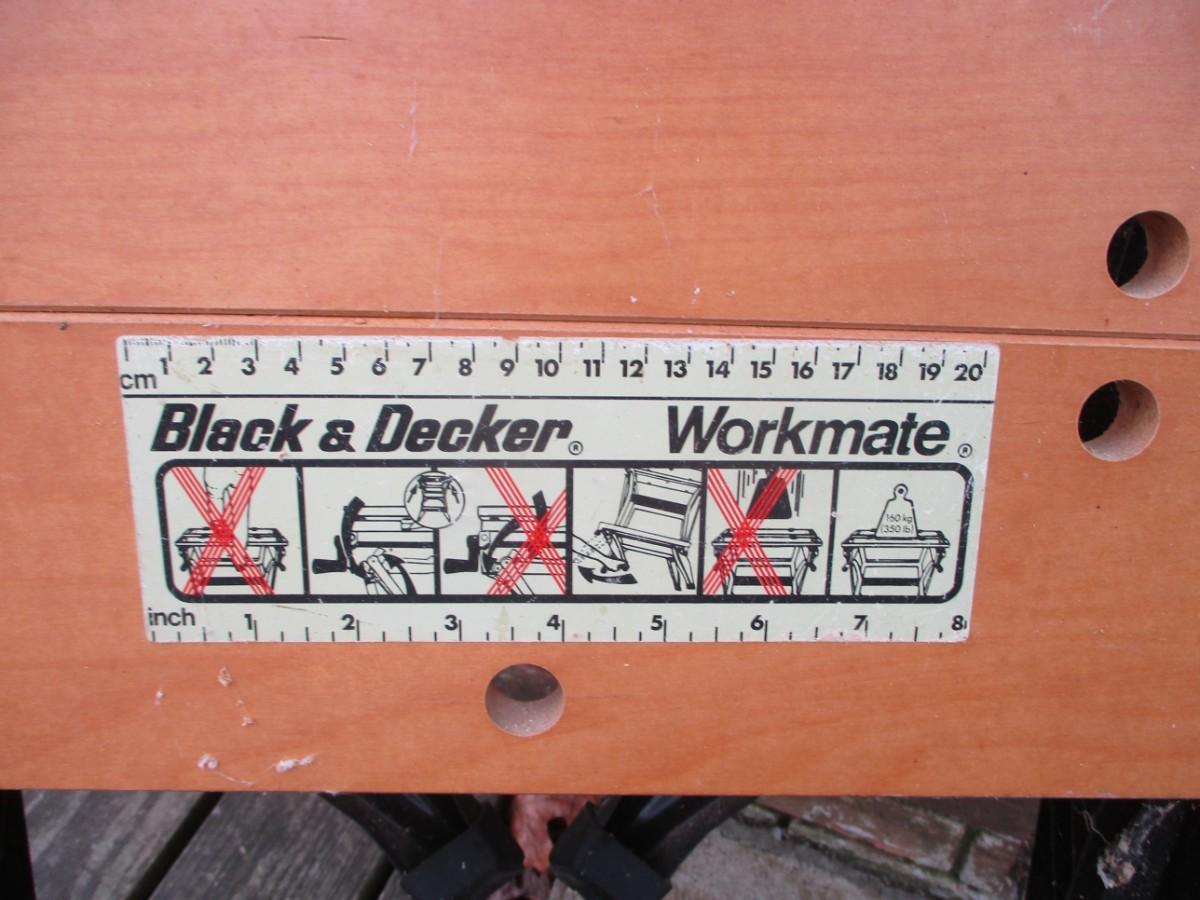 cm 1 2 3 4 5 6 7 8 9 10 11 12 13 14 15 16 17 18 19 20
Black & Decker® Workmate®
160 kg
(350 lb)
inch 1 2 3 4 5 6 7 8